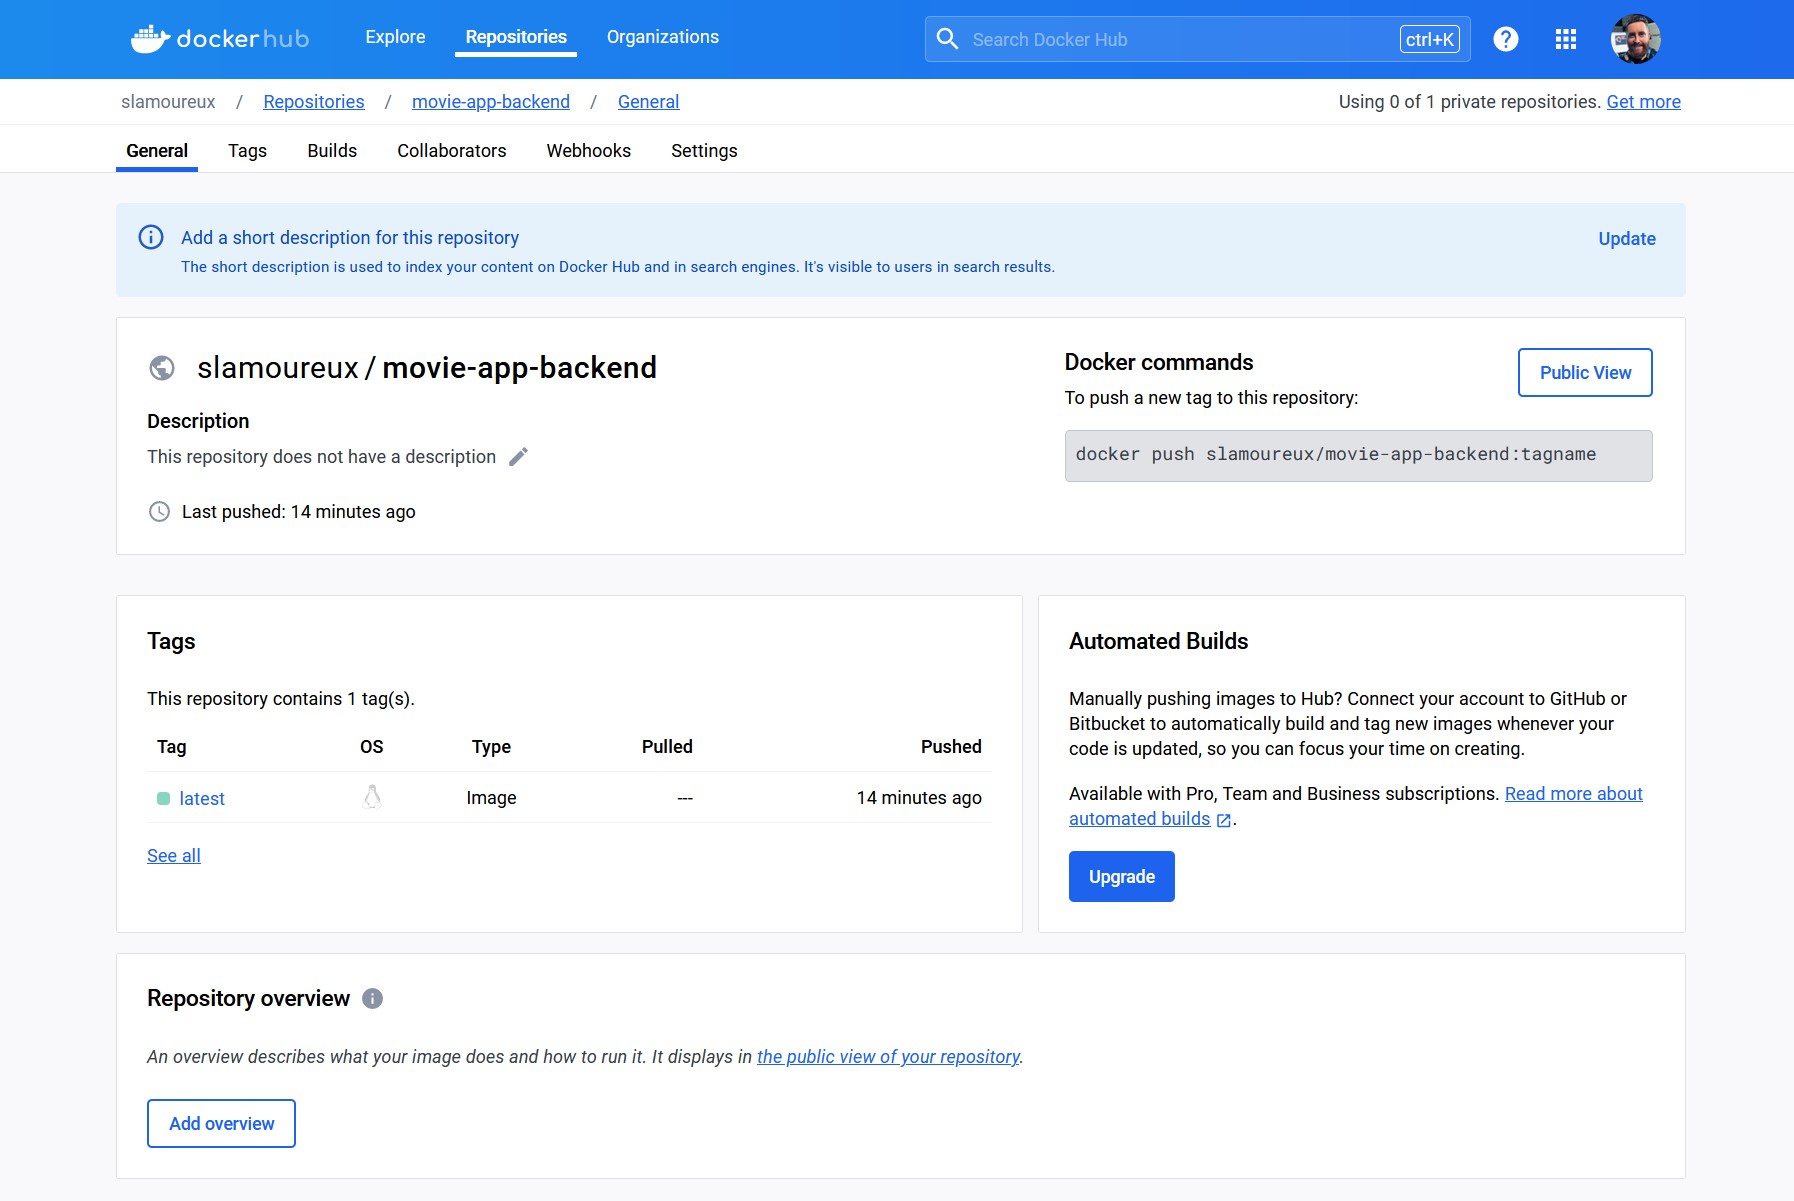 docker hub
Explore
Repositories
Organizations
Search Docker Hub
ctrl+K
slamoureux / Repositories / movie-app-backend / General
Using 0 of 1 private repositories. Get more
General
Tags
Builds
Collaborators
Webhooks
Settings
Add a short description for this repository
The short description is used to index your content on Docker Hub and in search engines. It's visible to users in search results.
Update
slamoureux / movie-app-backend
Description
This repository does not have a description
Last pushed: 14 minutes ago
Docker commands
To push a new tag to this repository:
Public View
docker push slamoureux/movie-app-backend:tagname
Tags
This repository contains 1 tag(s).
Tag OS Type Pulled Pushed
latest Image --- 14 minutes ago
See all
Automated Builds
Manually pushing images to Hub? Connect your account to GitHub or
Bitbucket to automatically build and tag new images whenever your
code is updated, so you can focus your time on creating.
Available with Pro, Team and Business subscriptions. Read more about
automated builds.
Upgrade
Repository overview
An overview describes what your image does and how to run it. It displays in the public view of your repository.
Add overview